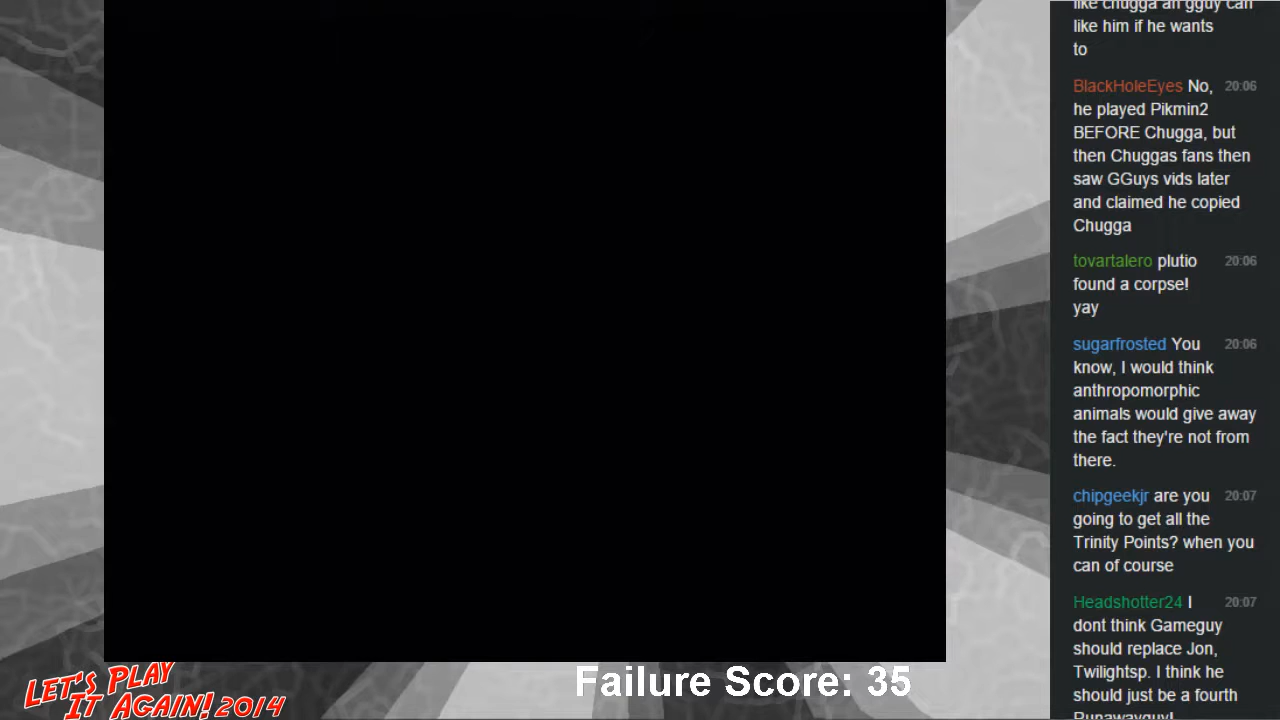 like chugga an gguy can
like him if he wants
to
BlackHoleEyes No, 20:06
he played Pikmin2
BEFORE Chugga, but
then Chuggas fans then
saw GGuys vids later
and claimed he copied
Chugga
tovartalero plutio 20:06
found a corpse!
yay
sugarfrosted You 20:06
know, I would think
anthropomorphic
animals would give away
the fact they're not from
there.
chipgeekjr are you 20:07
going to get all the
Trinity Points? when you
can of course
Headshotter24 I 20:07
dont think Gameguy
should replace Jon,
Twilightsp. I think he
should just be a fourth
Runawayguy!
LET'S PLAY
IT AGAIN! 2014
Failure Score: 35